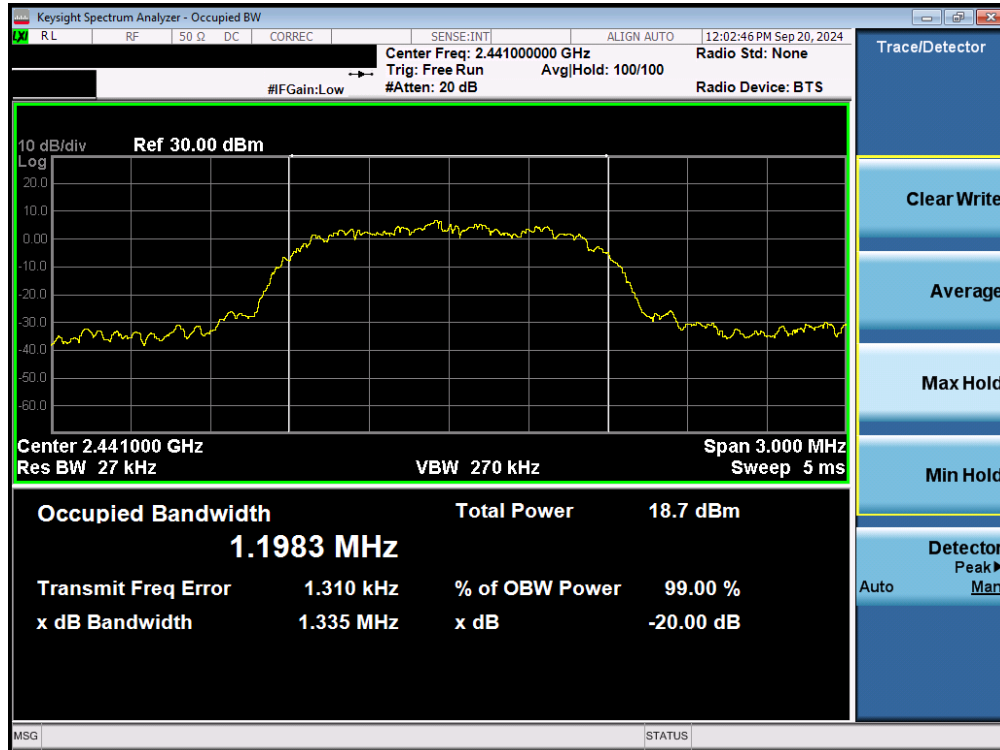 Keysight Spectrum Analyzer - Occupied BW
LXI RL RF 50 Ω DC CORREC SENSE:INT ALIGN AUTO 12:02:46 PM Sep 20, 2024
Center Freq: 2.441000000 GHz Radio Std: None
Trig: Free Run Avg|Hold: 100/100
#IFGain:Low #Atten: 20 dB Radio Device: BTS
10 dB/div Ref 30.00 dBm
Log
20.0
10.0
0.00
-10.0
-20.0
-30.0
-40.0
-50.0
-60.0
Center 2.441000 GHz Span 3.000 MHz
Res BW 27 kHz VBW 270 kHz Sweep 5 ms
Occupied Bandwidth Total Power 18.7 dBm
1.1983 MHz
Transmit Freq Error 1.310 kHz % of OBW Power 99.00 %
x dB Bandwidth 1.335 MHz x dB -20.00 dB
MSG STATUS
Trace/Detector
Clear Write
Average
Max Hold
Min Hold
Detector
Peak▶
Auto Man